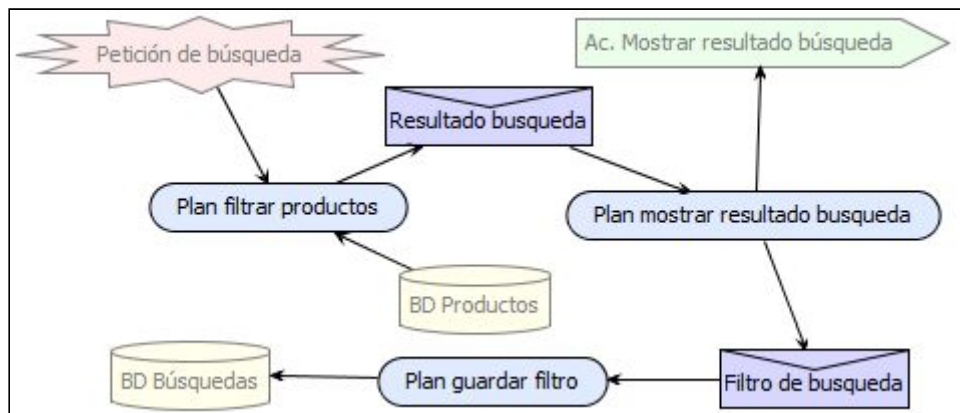 Petición de búsqueda
Ac. Mostrar resultado búsqueda
Resultado busqueda
Plan filtrar productos
Plan mostrar resultado busqueda
BD Productos
BD Búsquedas
Plan guardar filtro
Filtro de busqueda